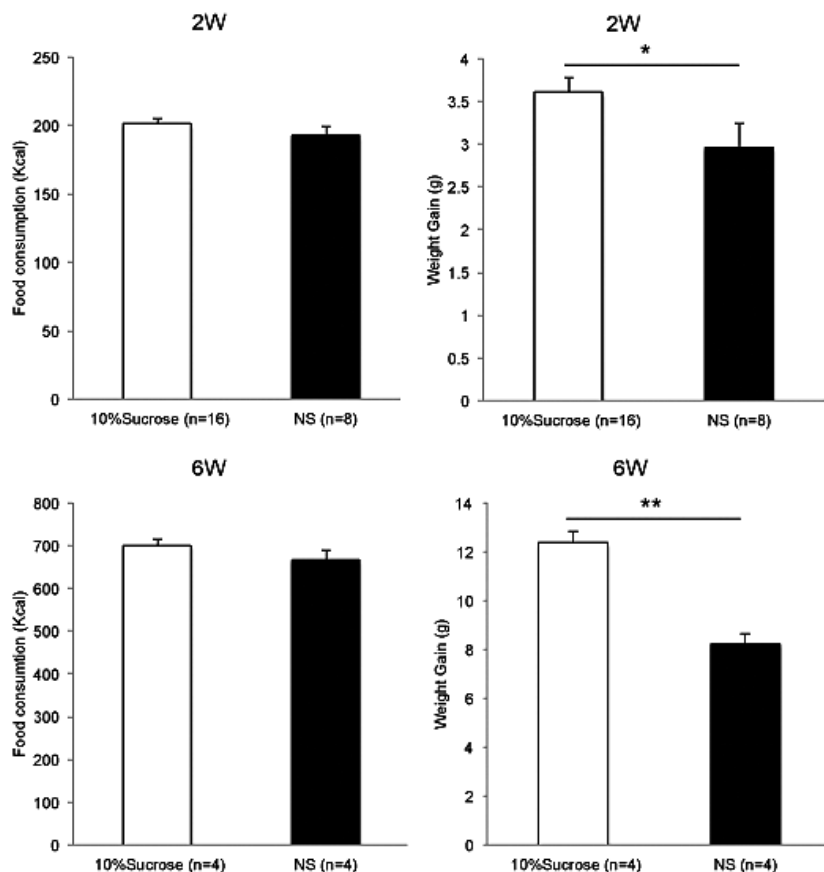 2W
Food consumption (Kcal)
250
200
150
100
50
0
10%Sucrose (n=16) NS (n=8)
2W
Weight Gain (g)
4
3.5
3
2.5
2
1.5
1
0.5
0
*
10%Sucrose (n=16) NS (n=8)
6W
Food consumtion (Kcal)
800
700
600
500
400
300
200
100
0
10%Sucrose (n=4) NS (n=4)
6W
Weight Gain (g)
14
12
10
8
6
4
2
0
**
10%Sucrose (n=4) NS (n=4)